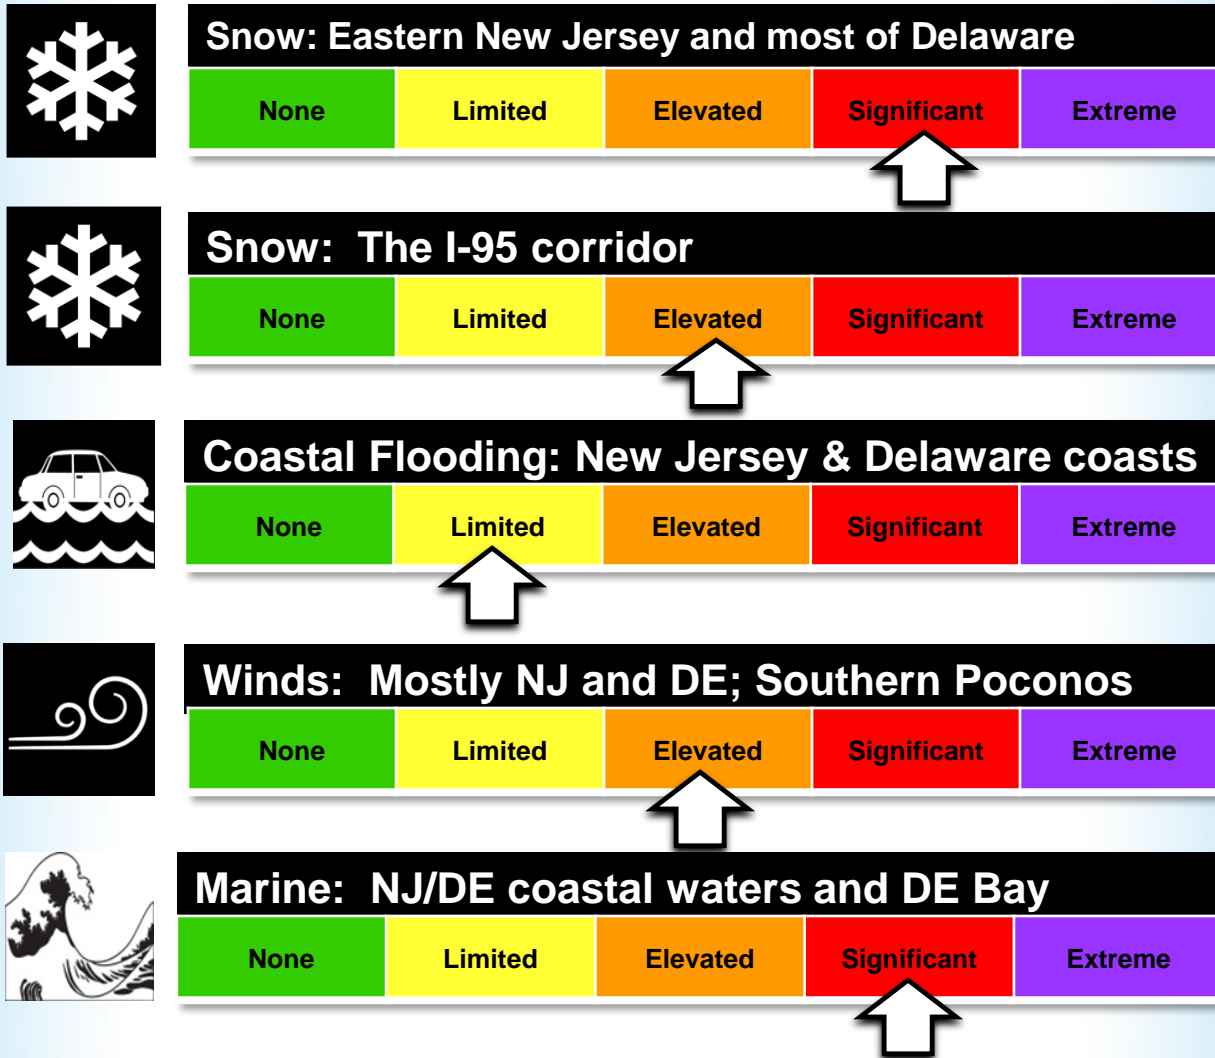 Snow: Eastern New Jersey and most of Delaware
None Limited Elevated Significant Extreme
Snow: The I-95 corridor
None Limited Elevated Significant Extreme
Coastal Flooding: New Jersey & Delaware coasts
None Limited Elevated Significant Extreme
Winds: Mostly NJ and DE; Southern Poconos
None Limited Elevated Significant Extreme
Marine: NJ/DE coastal waters and DE Bay
None Limited Elevated Significant Extreme